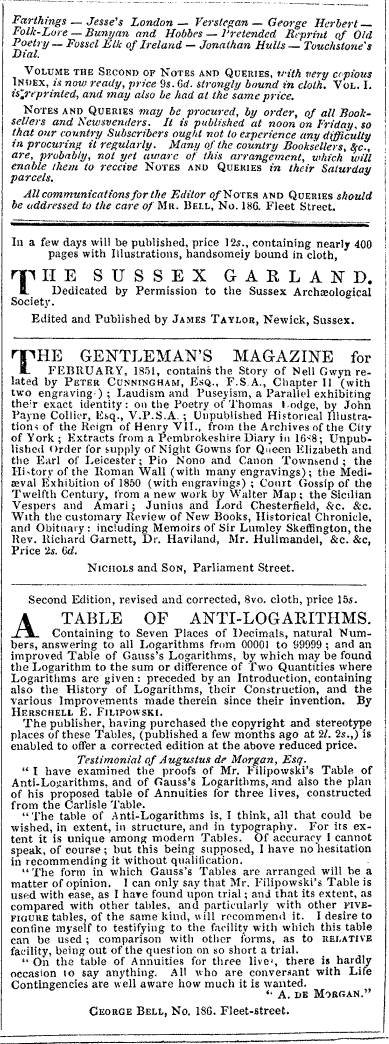 Farthings — Jesse's London — Verstegan — George Herbert —
Folk-Lore — Bunyan and Hobbes — Pretended Reprint of Old
Poetry — Fossel Elk of Ireland — Jonathan Hulls — Touchstone's
Dial.
VOLUME THE SECOND OF NOTES AND QUERIES, with very copious
INDEX, is now ready, price 9s. 6d. strongly bound in cloth. VOL. I.
is reprinted, and may also be had at the same price.
NOTES AND QUERIES may be procured, by order, of all Book-
sellers and Newsvenders. It is published at noon on Friday, so
that our country Subscribers ought not to experience any difficulty
in procuring it regularly. Many of the country Booksellers, &c.,
are, probably, not yet aware of this arrangement, which will
enable them to receive NOTES AND QUERIES in their Saturday
parcels.
All communications for the Editor of NOTES AND QUERIES should
be addressed to the care of MR. BELL, No. 186. Fleet Street.
In a few days will be published, price 12s., containing nearly 400
pages with Illustrations, handsomely bound in cloth,
THE SUSSEX GARLAND.
Dedicated by Permission to the Sussex Archæological
Society.
Edited and Published by JAMES TAYLOR, Newick, Sussex.
THE GENTLEMAN'S MAGAZINE for
FEBRUARY, 1851, contains the Story of Nell Gwyn re-
lated by PETER CUNNINGHAM, ESQ., F.S.A., Chapter II (with
two engraving·); Laudism and Puseyism, a Parallel exhibiting
their exact identity: on the Poetry of Thomas Lodge, by John
Payne Collier, Esq., V.P.S.A.; Unpublished Historical Illustra-
tions of the Reign of Henry VII., from the Archives of the City
of York; Extracts from a Pembrokeshire Diary in 1688; Unpub-
lished Order for supply of Night Gowns for Queen Elizabeth and
the Earl of Leicester; Pio Nono and Canon Townsend; the
History of the Roman Wall (with many engravings); the Medi-
æval Exhibition of 1850 (with engravings); Court Gossip of the
Twelfth Century, from a new work by Walter Map; the Sicilian
Vespers and Amari; Junius and Lord Chesterfield, &c. &c.
With the customary Review of New Books, Historical Chronicle,
and Obituary: including Memoirs of Sir Lumley Skeffington, the
Rev. Richard Garnett, Dr. Haviland, Mr. Hullmandel, &c. &c,
Price 2s. 6d.
NICHOLS and SON, Parliament Street.
Second Edition, revised and corrected, 8vo. cloth, price 15s.
A TABLE OF ANTI-LOGARITHMS.
Containing to Seven Places of Decimals, natural Num-
bers, answering to all Logarithms from 00001 to 99999; and an
improved Table of Gauss's Logarithms, by which may be found
the Logarithm to the sum or difference of Two Quantities where
Logarithms are given: preceded by an Introduction, containing
also the History of Logarithms, their Construction, and the
various Improvements made therein since their invention. By
HERSCHELL E. FILIPOWSKI.
The publisher, having purchased the copyright and stereotype
places of these Tables, (published a few months ago at 2l. 2s.,) is
enabled to offer a corrected edition at the above reduced price.
Testimonial of Augustus de Morgan, Esq.
"I have examined the proofs of Mr. Filipowski's Table of
Anti-Logarithms, and of Gauss's Logarithms, and also the plan
of his proposed table of Annuities for three lives, constructed
from the Carlisle Table.
"The table of Anti-Logarithms is, I think, all that could be
wished, in extent, in structure, and in typography. For its ex-
tent it is unique among modern Tables. Of accuracy I cannot
speak, of course; but this being supposed, I have no hesitation
in recommending it without qualification.
"The form in which Gauss's Tables are arranged will be a
matter of opinion. I can only say that Mr. Filipowski's Table is
used with ease, as I have found upon trial; and that its extent, as
compared with other tables, and particularly with other FIVE-
FIGURE tables, of the same kind, will recommend it. I desire to
confine myself to testifying to the facility with which this table
can be used; comparison with other forms, as to RELATIVE
facility, being out of the question on so short a trial.
"On the table of Annuities for three lives, there is hardly
occasion to say anything. All who are conversant with Life
Contingencies are well aware how much it is wanted.
"A. DE MORGAN."
GEORGE BELL, No. 186. Fleet-street.